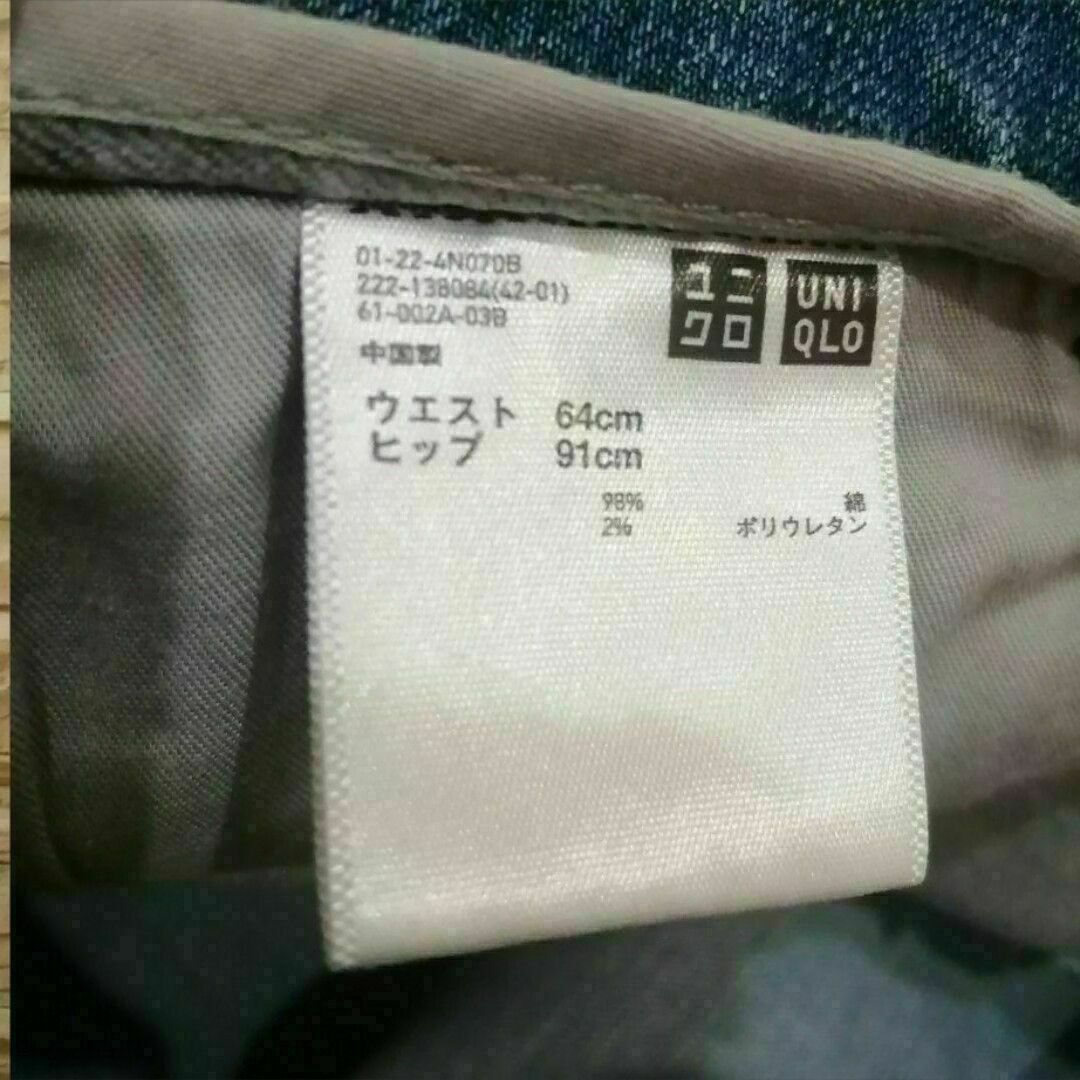 01-22-4N070B
222-138084(42-01)
61-002A-03B
中国製
ユニ
クロ
UNI
QLO
ウエスト 64cm
ヒップ 91cm
98% 綿
2% ポリウレタン